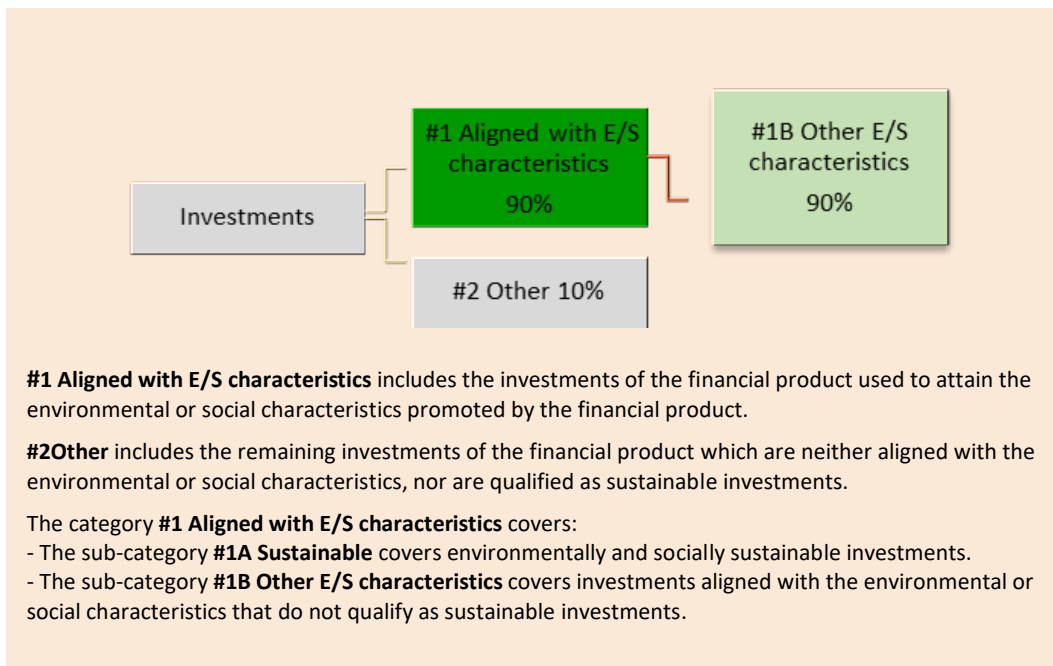 #1 Aligned with E/S
characteristics
90%
#1B Other E/S
characteristics
90%
Investments
#2 Other 10%
#1 Aligned with E/S characteristics includes the investments of the financial product used to attain the
environmental or social characteristics promoted by the financial product.
#2Other includes the remaining investments of the financial product which are neither aligned with the
environmental or social characteristics, nor are qualified as sustainable investments.
The category #1 Aligned with E/S characteristics covers:
- The sub-category #1A Sustainable covers environmentally and socially sustainable investments.
- The sub-category #1B Other E/S characteristics covers investments aligned with the environmental or
social characteristics that do not qualify as sustainable investments.